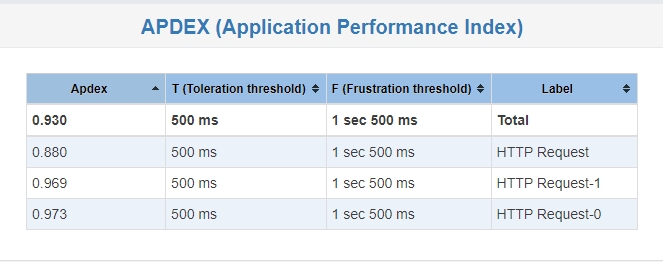 APDEX (Application Performance Index)
Apdex T (Toleration threshold) F (Frustration threshold) Label
0.930 500 ms 1 sec 500 ms Total
0.880 500 ms 1 sec 500 ms HTTP Request
0.969 500 ms 1 sec 500 ms HTTP Request-1
0.973 500 ms 1 sec 500 ms HTTP Request-0